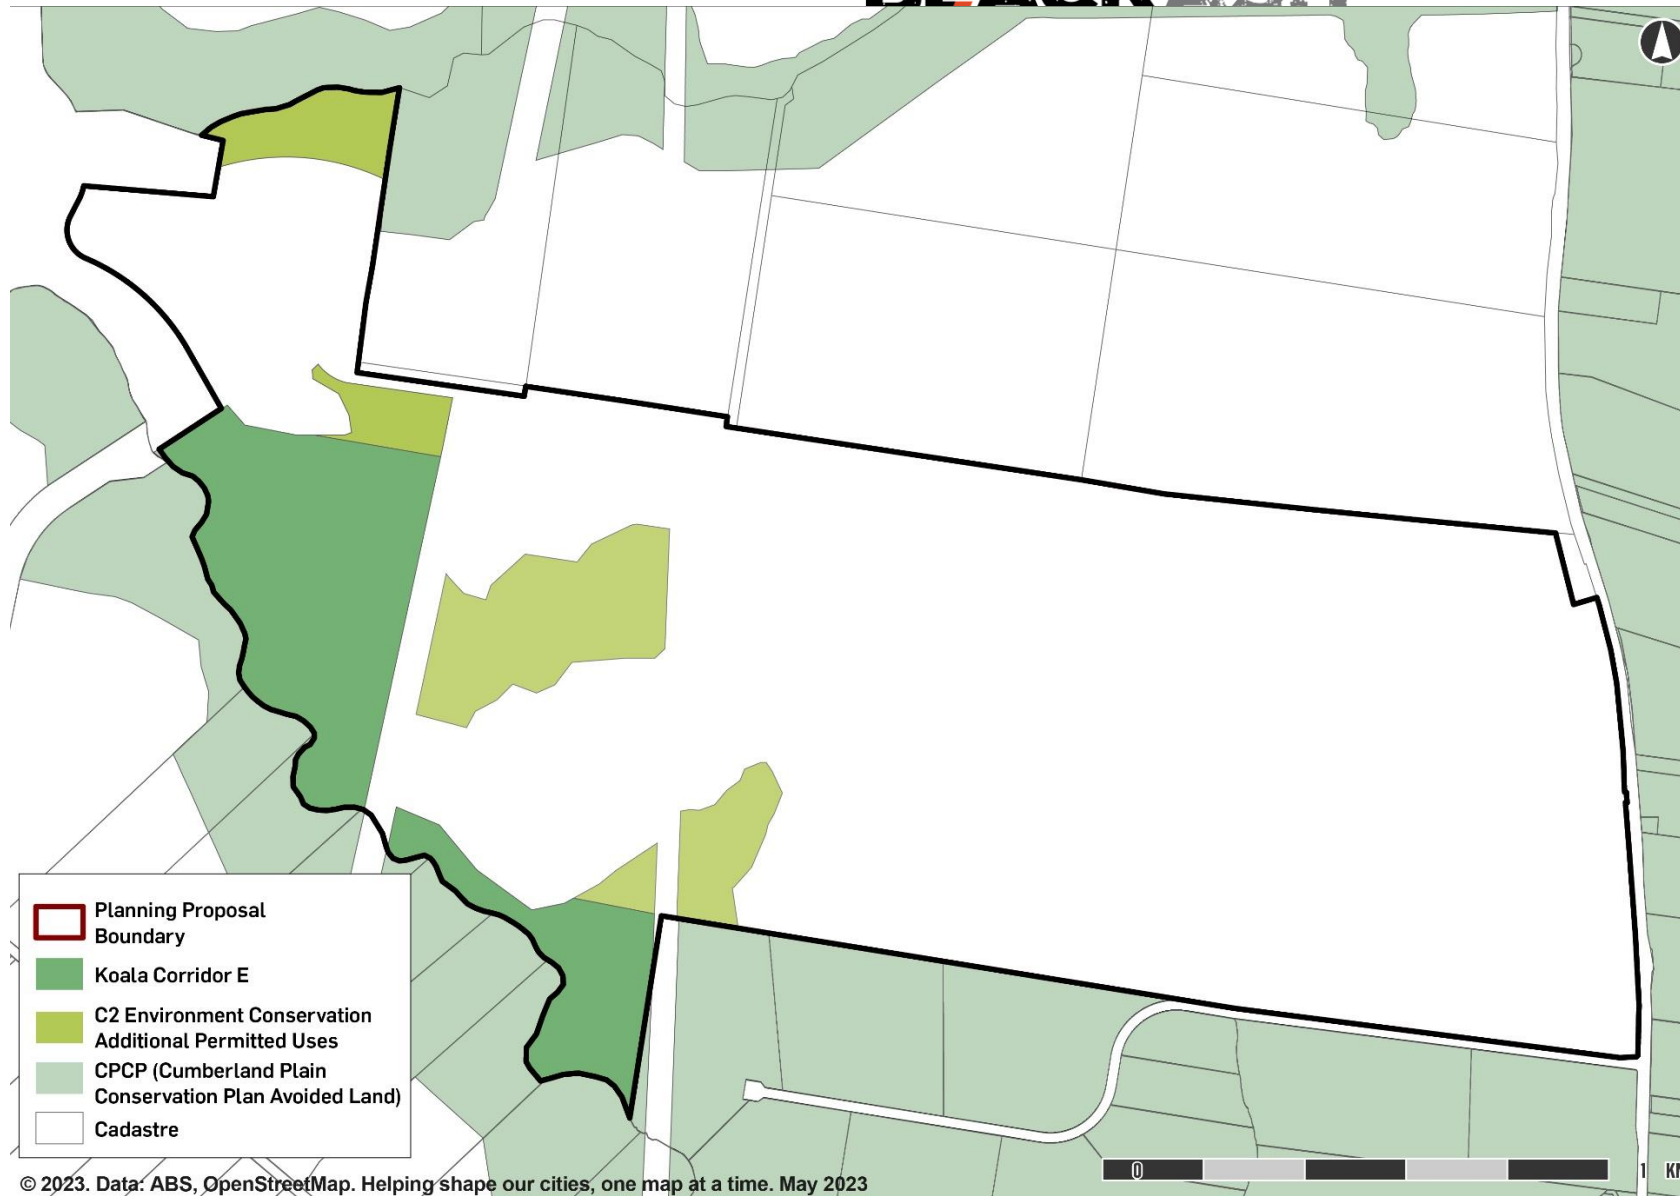 Planning Proposal
Boundary
Koala Corridor E
C2 Environment Conservation
Additional Permitted Uses
CPCP (Cumberland Plain
Conservation Plan Avoided Land)
Cadastre
0
1
© 2023. Data: ABS, OpenStreetMap. Helping shape our cities, one map at a time. May 2023